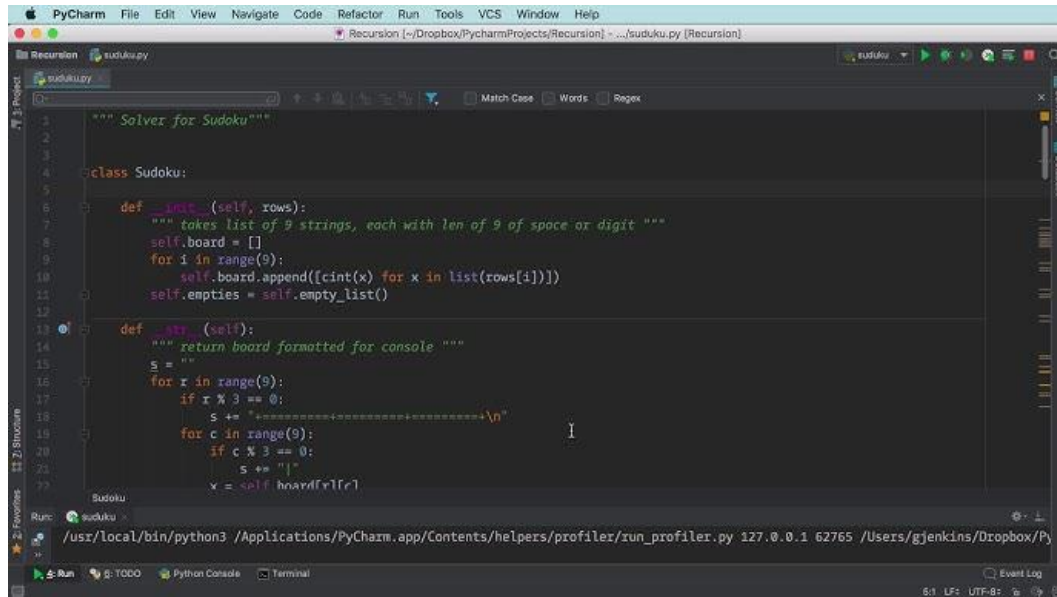 PyCharm File Edit View Navigate Code Refactor Run Tools VCS Window Help
Recursion [~/Dropbox/PycharmProjects/Recursion] - .../suduku.py [Recursion]
Recursion suduku.py
suduku
suduku.py
Match Case Words Regex
1: Project
1 """ Solver for Sudoku"""
2
3
4 class Sudoku:
5
6 def __init__(self, rows):
7 """ takes list of 9 strings, each with len of 9 of space or digit """
8 self.board = []
9 for i in range(9):
10 self.board.append([cint(x) for x in list(rows[i])])
11 self.empties = self.empty_list()
12
13 def __str__(self):
14 """ return board formatted for console """
15 s = ""
16 for r in range(9):
17 if r % 3 == 0:
18 s += "+=========+=========+=========+\n"
19 for c in range(9):
20 if c % 3 == 0:
21 s += "|"
22 x = self.board[r][c]
Z: Structure
2: Favorites
Sudoku
Run: suduku
/usr/local/bin/python3 /Applications/PyCharm.app/Contents/helpers/profiler/run_profiler.py 127.0.0.1 62765 /Users/gjenkins/Dropbox/Py
4: Run 6: TODO Python Console Terminal Event Log
5:1 LF: UTF-8: